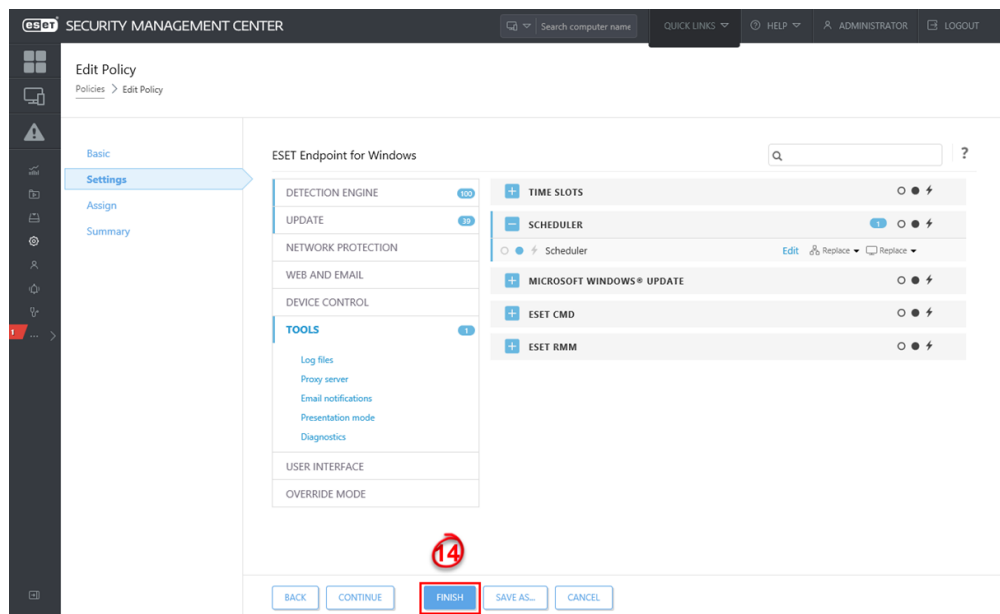 eset SECURITY MANAGEMENT CENTER
Search computer name
QUICK LINKS
HELP
ADMINISTRATOR
LOGOUT
Edit Policy
Policies > Edit Policy
Basic
Settings
Assign
Summary
ESET Endpoint for Windows
?
DETECTION ENGINE 100
UPDATE 39
NETWORK PROTECTION
WEB AND EMAIL
DEVICE CONTROL
TOOLS 1
Log files
Proxy server
Email notifications
Presentation mode
Diagnostics
USER INTERFACE
OVERRIDE MODE
TIME SLOTS
SCHEDULER 1
Scheduler Edit Replace Replace
MICROSOFT WINDOWS® UPDATE
ESET CMD
ESET RMM
1
14
BACK
CONTINUE
FINISH
SAVE AS...
CANCEL